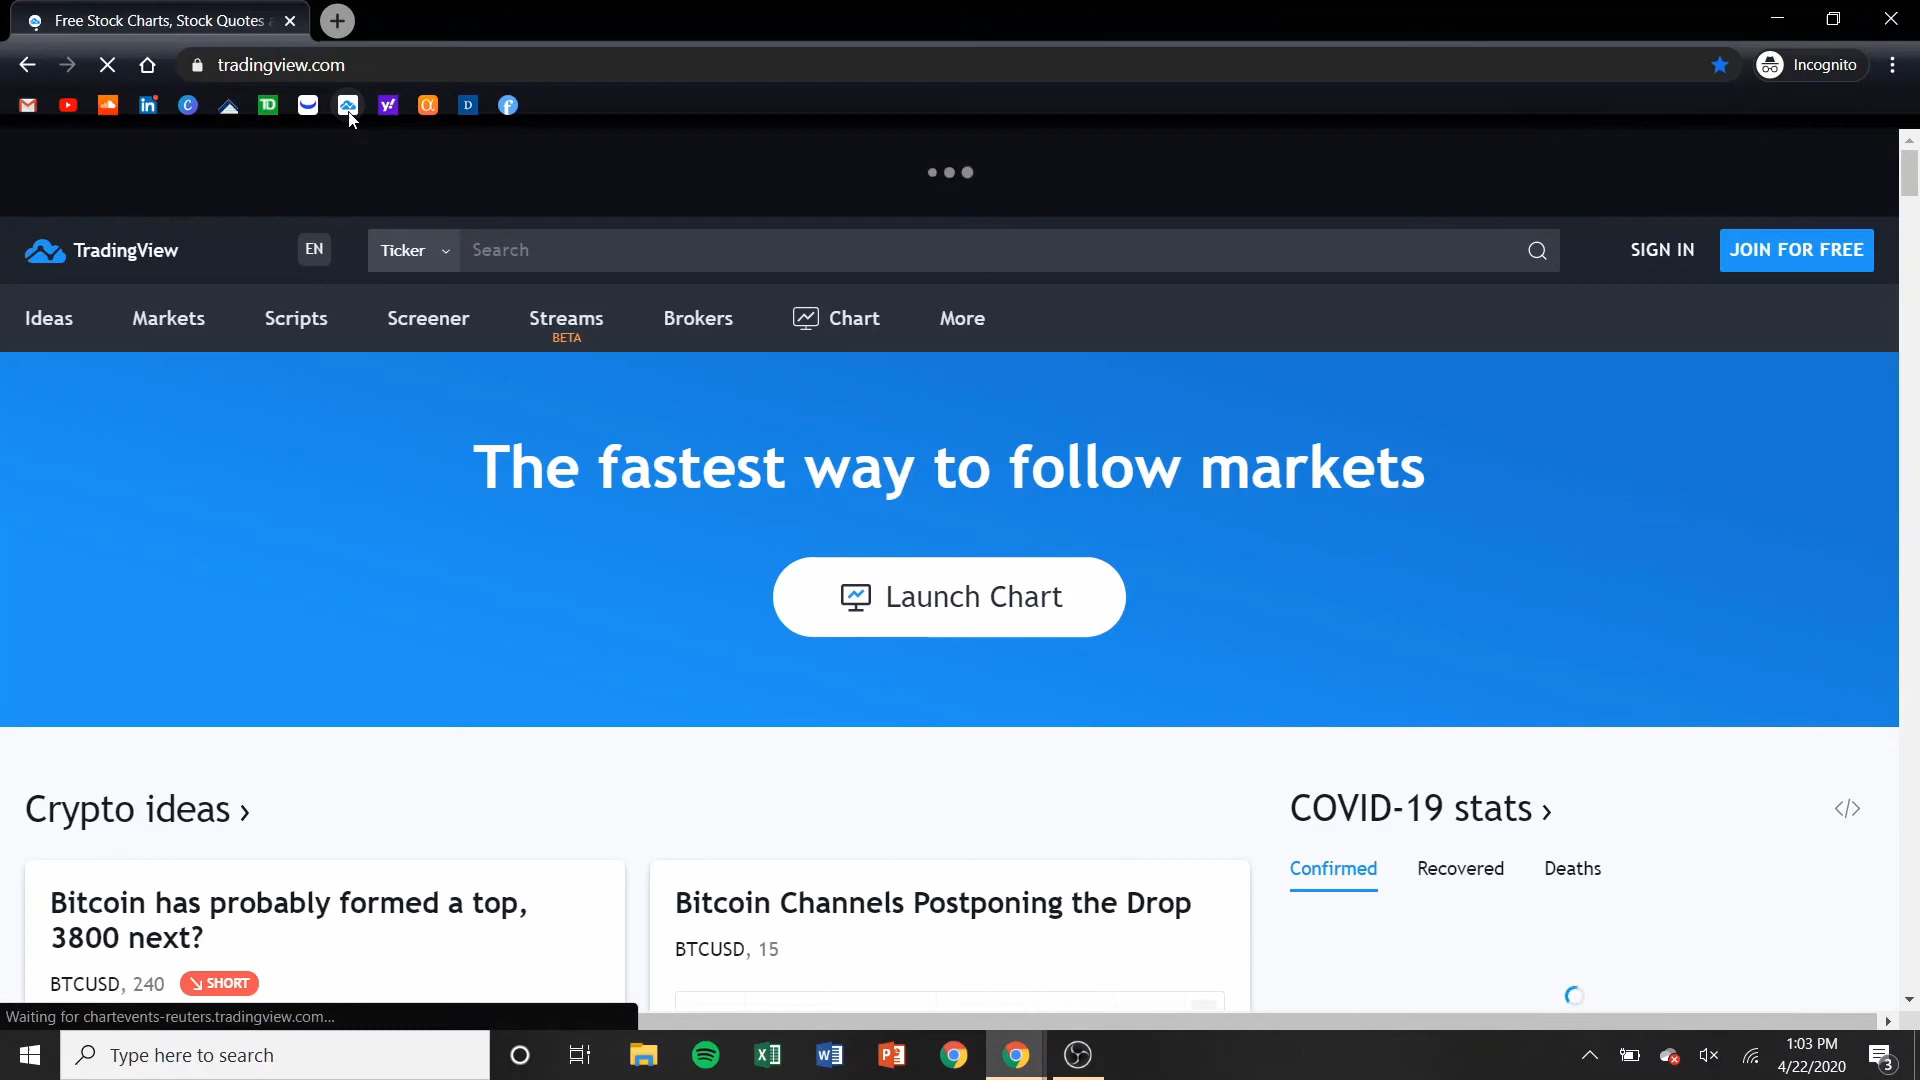 Free Stock Charts, Stock Quotes a
tradingview.com
Incognito
TD
y!
D
f
TradingView
EN
Ticker
Search
SIGN IN
JOIN FOR FREE
Ideas
Markets
Scripts
Screener
Streams
BETA
Brokers
Chart
More
The fastest way to follow markets
Launch Chart
Crypto ideas ›
COVID-19 stats ›
</>
Confirmed
Recovered
Deaths
Bitcoin has probably formed a top,
3800 next?
BTCUSD, 240
SHORT
Bitcoin Channels Postponing the Drop
BTCUSD, 15
Waiting for chartevents-reuters.tradingview.com...
Type here to search
1:03 PM
4/22/2020
3